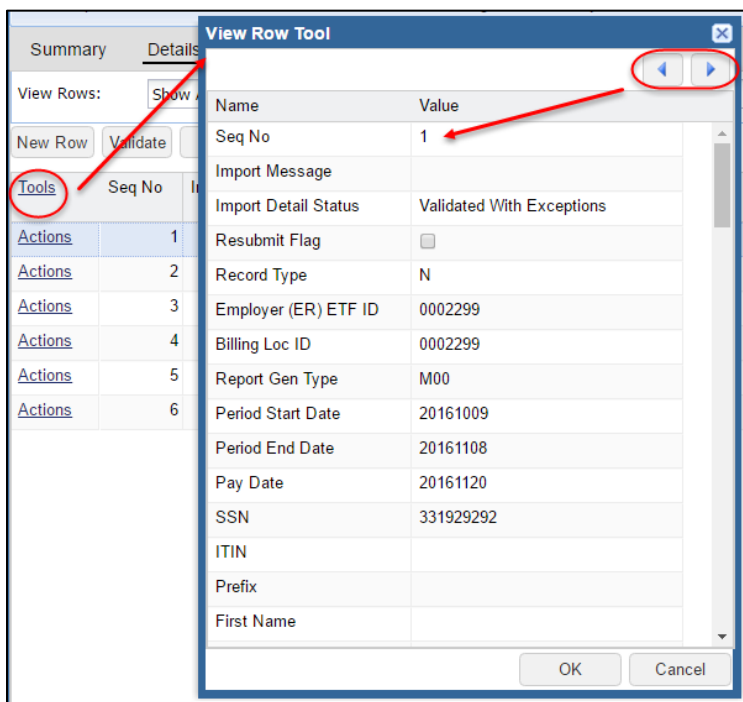 Summary Details
View Rows: Show
New Row Validate
Tools Seq No
Actions 1
Actions 2
Actions 3
Actions 4
Actions 5
Actions 6
View Row Tool
Name Value
Seq No 1
Import Message
Import Detail Status Validated With Exceptions
Resubmit Flag
Record Type N
Employer (ER) ETF ID 0002299
Billing Loc ID 0002299
Report Gen Type M00
Period Start Date 20161009
Period End Date 20161108
Pay Date 20161120
SSN 331929292
ITIN
Prefix
First Name
OK Cancel